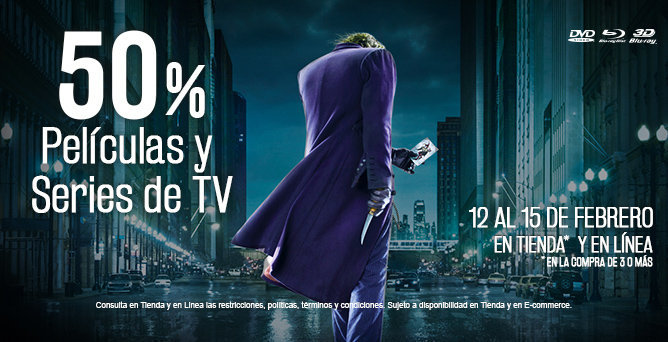 50%
Películas y
Series de TV
DVD VIDEO Blu-ray Disc 3D Blu-ray
12 AL 15 DE FEBRERO
EN TIENDA* Y EN LÍNEA
*EN LA COMPRA DE 3 O MÁS
Consulta en Tienda y en Línea las restricciones, políticas, términos y condiciones. Sujeto a disponibilidad en Tienda y en E-commerce.